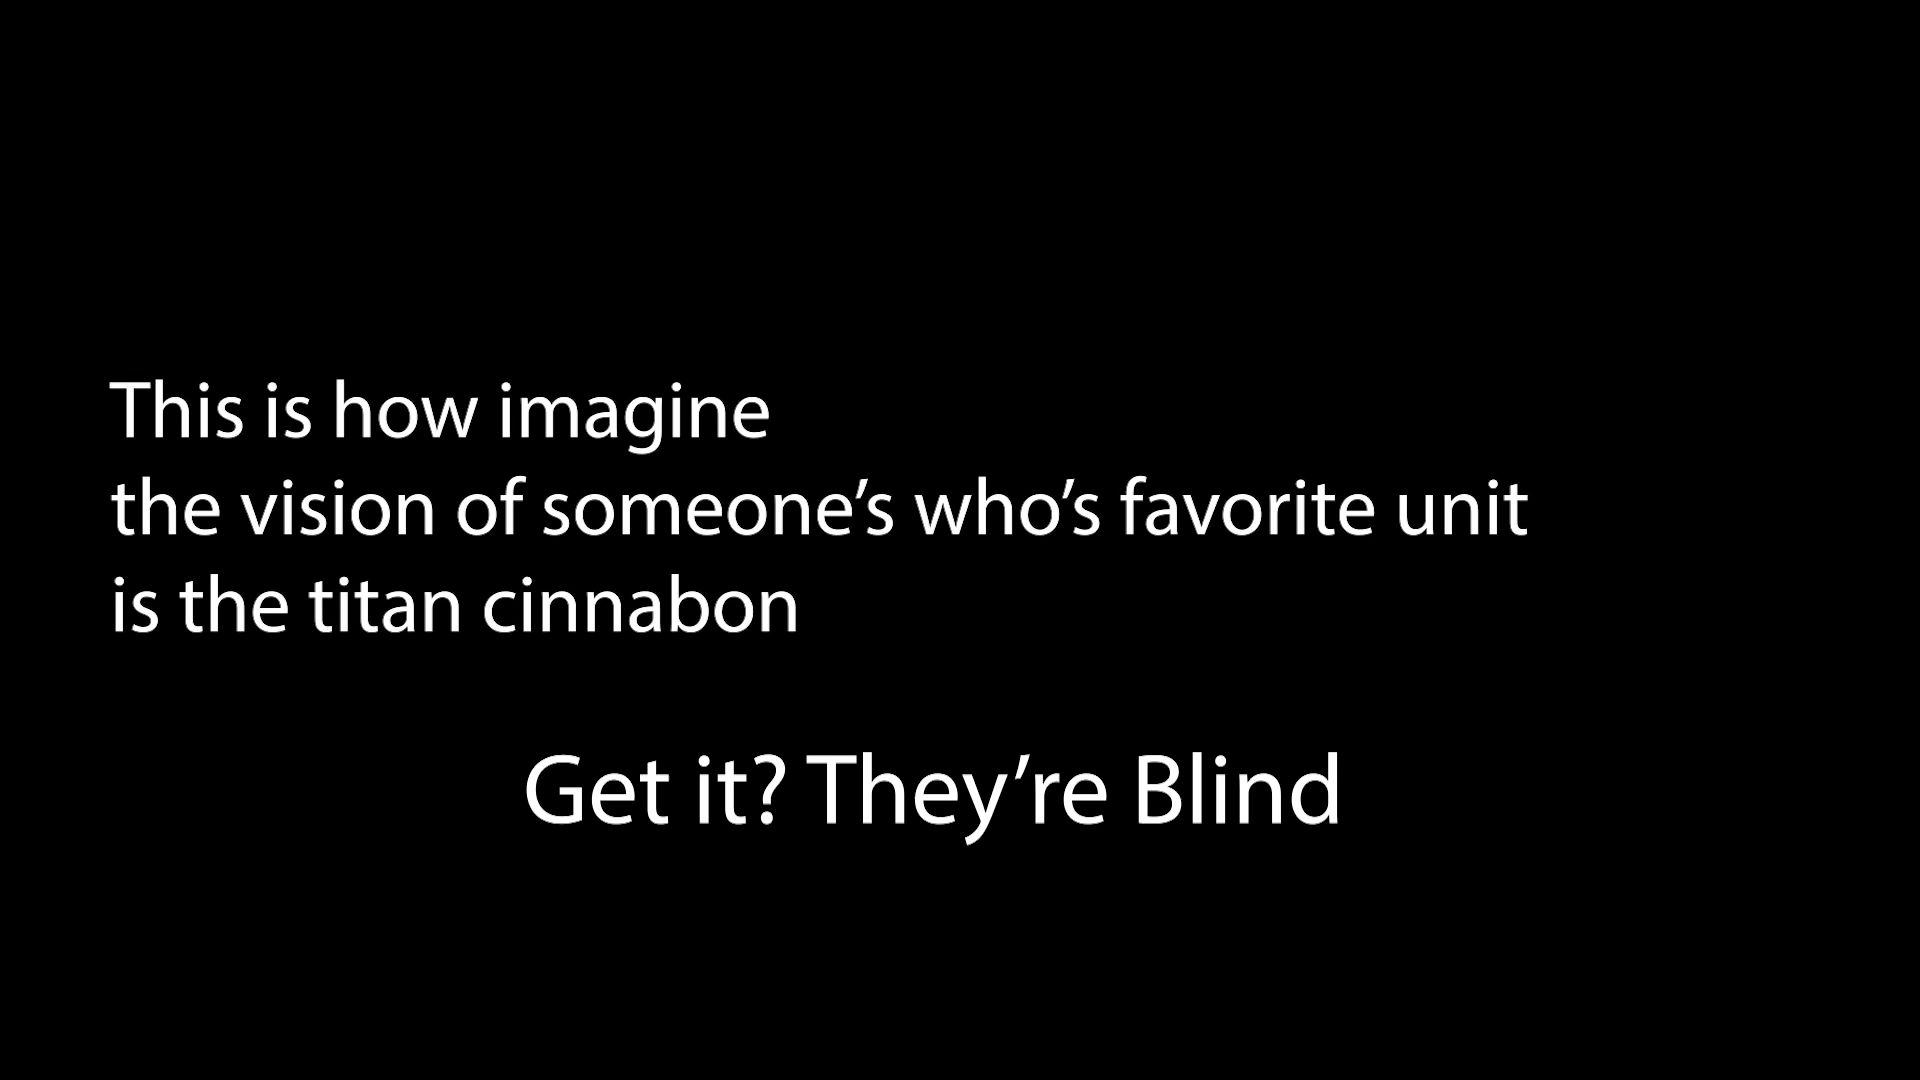 This is how imagine
the vision of someone’s who’s favorite unit
is the titan cinnabon
Get it? They’re Blind